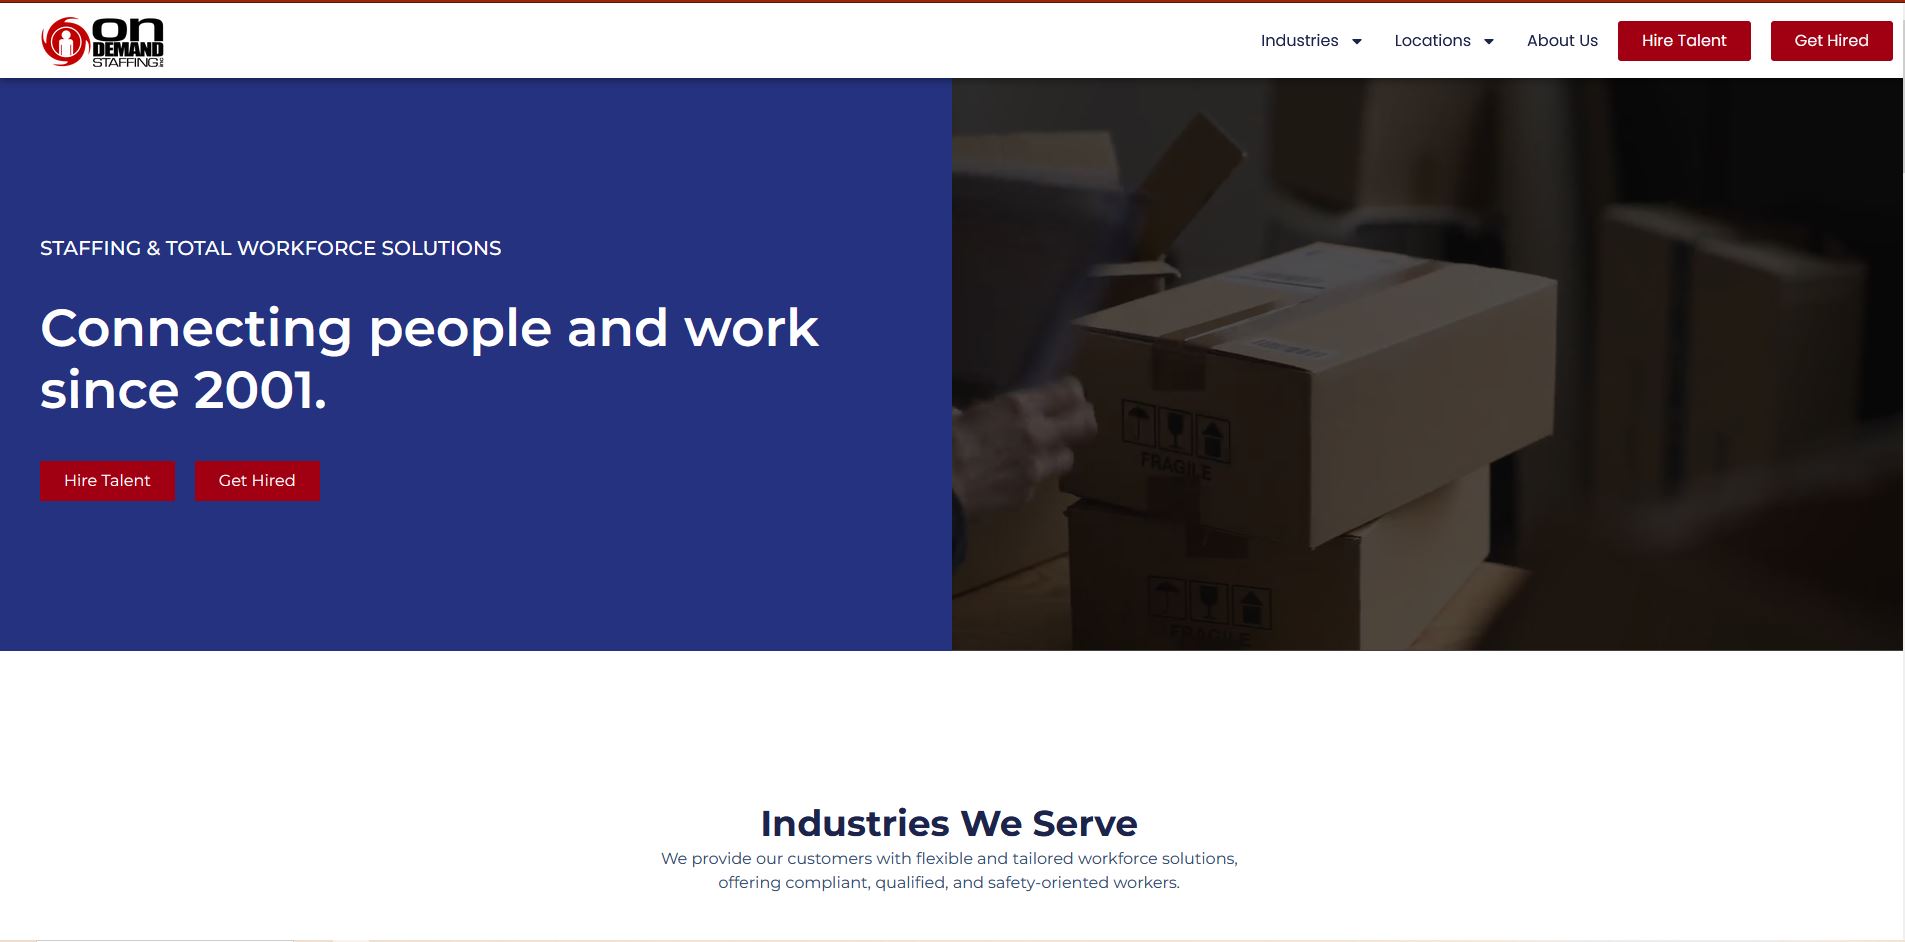 on
DEMAND
STAFFING INC
Industries
Locations
About Us
Hire Talent
Get Hired
STAFFING & TOTAL WORKFORCE SOLUTIONS
Connecting people and work
since 2001.
Hire Talent
Get Hired
FRAGILE
FRAGILE
Industries We Serve
We provide our customers with flexible and tailored workforce solutions,
offering compliant, qualified, and safety-oriented workers.